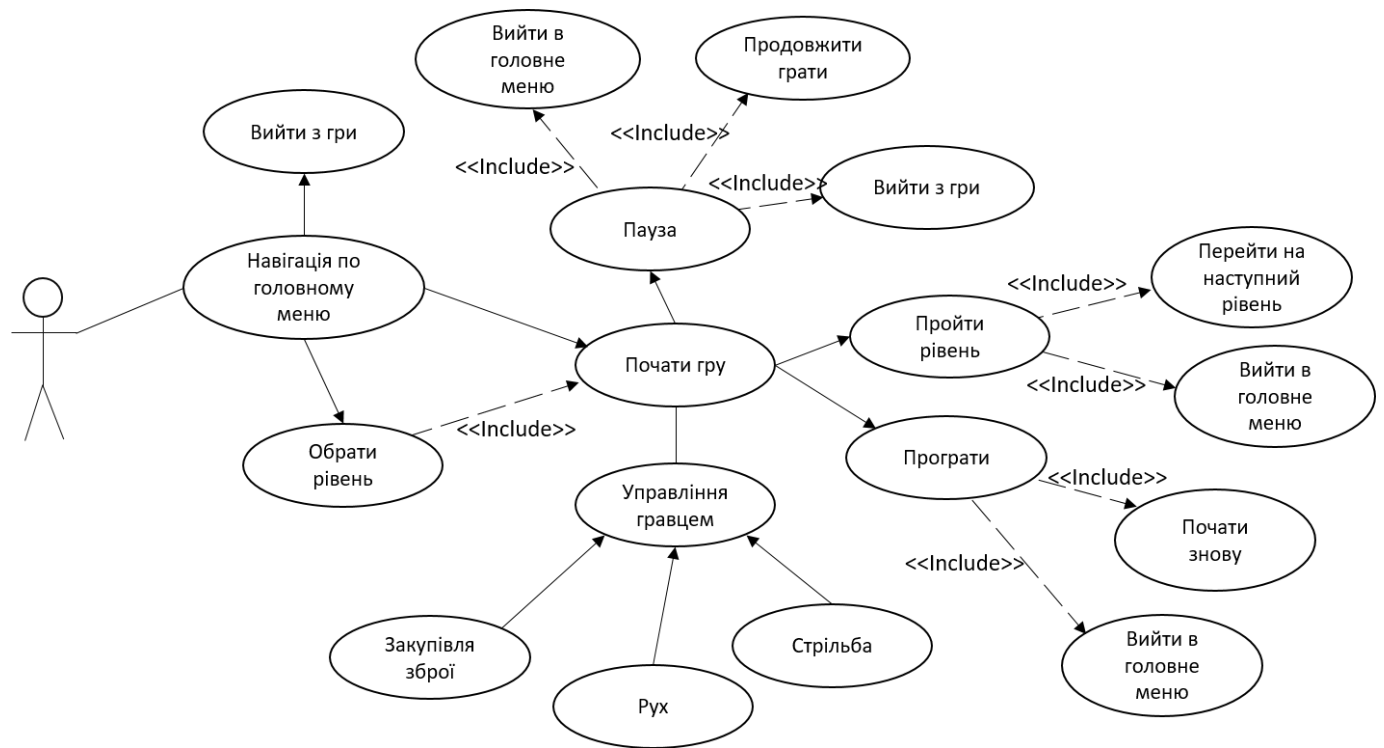 Вийти в
головне
меню
Продовжити
грати
Вийти з гри
<<Include>>
<<Include>>
<<Include>>
Вийти з гри
Пауза
Навігація по
головному
меню
Перейти на
наступний
рівень
<<Include>>
Пройти
рівень
Почати гру
<<Include>>
Вийти в
головне
меню
<<Include>>
Обрати
рівень
Програти
<<Include>>
Управління
гравцем
Почати
знову
<<Include>>
Закупівля
зброї
Стрільба
Вийти в
головне
меню
Рух